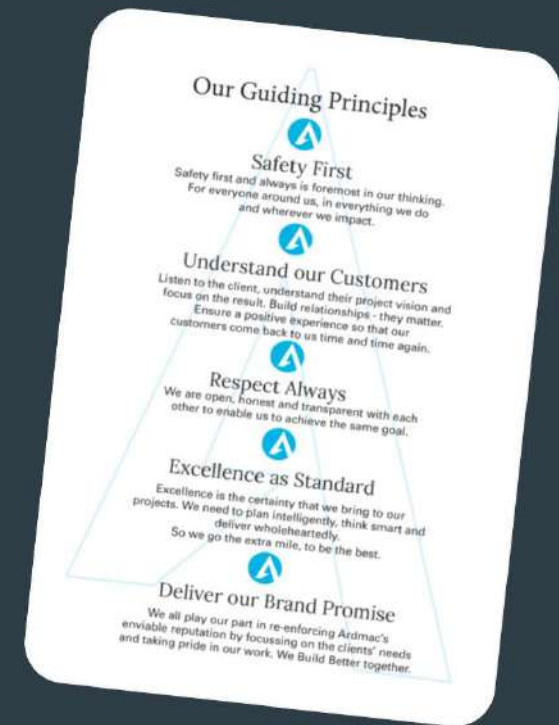 Our Guiding Principles
Safety First
Safety first and always is foremost in our thinking.
For everyone around us, in everything we do
and wherever we impact.
Understand our Customers
Listen to the client, understand their project vision and
focus on the result. Build relationships - they matter.
Ensure a positive experience so that our
customers come back to us time and time again.
Respect Always
We are open, honest and transparent with each
other to enable us to achieve the same goal.
Excellence as Standard
Excellence is the certainty that we bring to our
projects. We need to plan intelligently, think smart and
deliver wholeheartedly.
So we go the extra mile, to be the best.
Deliver our Brand Promise
We all play our part in re-enforcing Ardmac's
enviable reputation by focussing on the clients' needs
and taking pride in our work. We Build Better together.